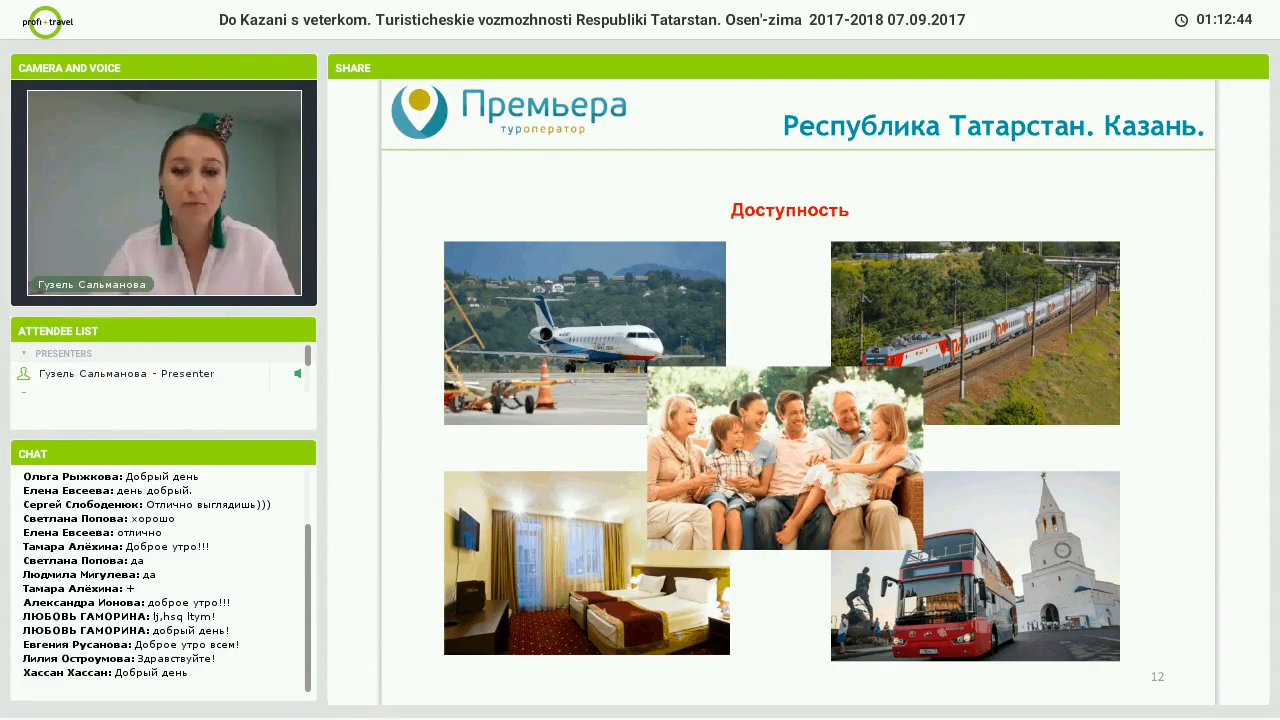 profi+travel
Do Kazani s veterkom. Turisticheskie vozmozhnosti Respubliki Tatarstan. Osen'-zima 2017-2018 07.09.2017
01:12:44
CAMERA AND VOICE
Гузель Сальманова
ATTENDEE LIST
PRESENTERS
Гузель Сальманова - Presenter
CHAT
Ольга Рыжкова: Добрый день
Елена Евсеева: день добрый.
Сергей Слободенюк: Отлично выглядишь)))
Светлана Попова: хорошо
Елена Евсеева: отлично
Тамара Алёхина: Доброе утро!!!
Светлана Попова: да
Людмила Мигулева: да
Тамара Алёхина: +
Александра Ионова: доброе утро!!!
ЛЮБОВЬ ГАМОРИНА: lj,hsq ltym!
ЛЮБОВЬ ГАМОРИНА: добрый день!
Евгения Русанова: Доброе утро всем!
Лилия Остроумова: Здравствуйте!
Хассан Хассан: Добрый день
SHARE
Премьера
туроператор
Республика Татарстан. Казань.
Доступность
12